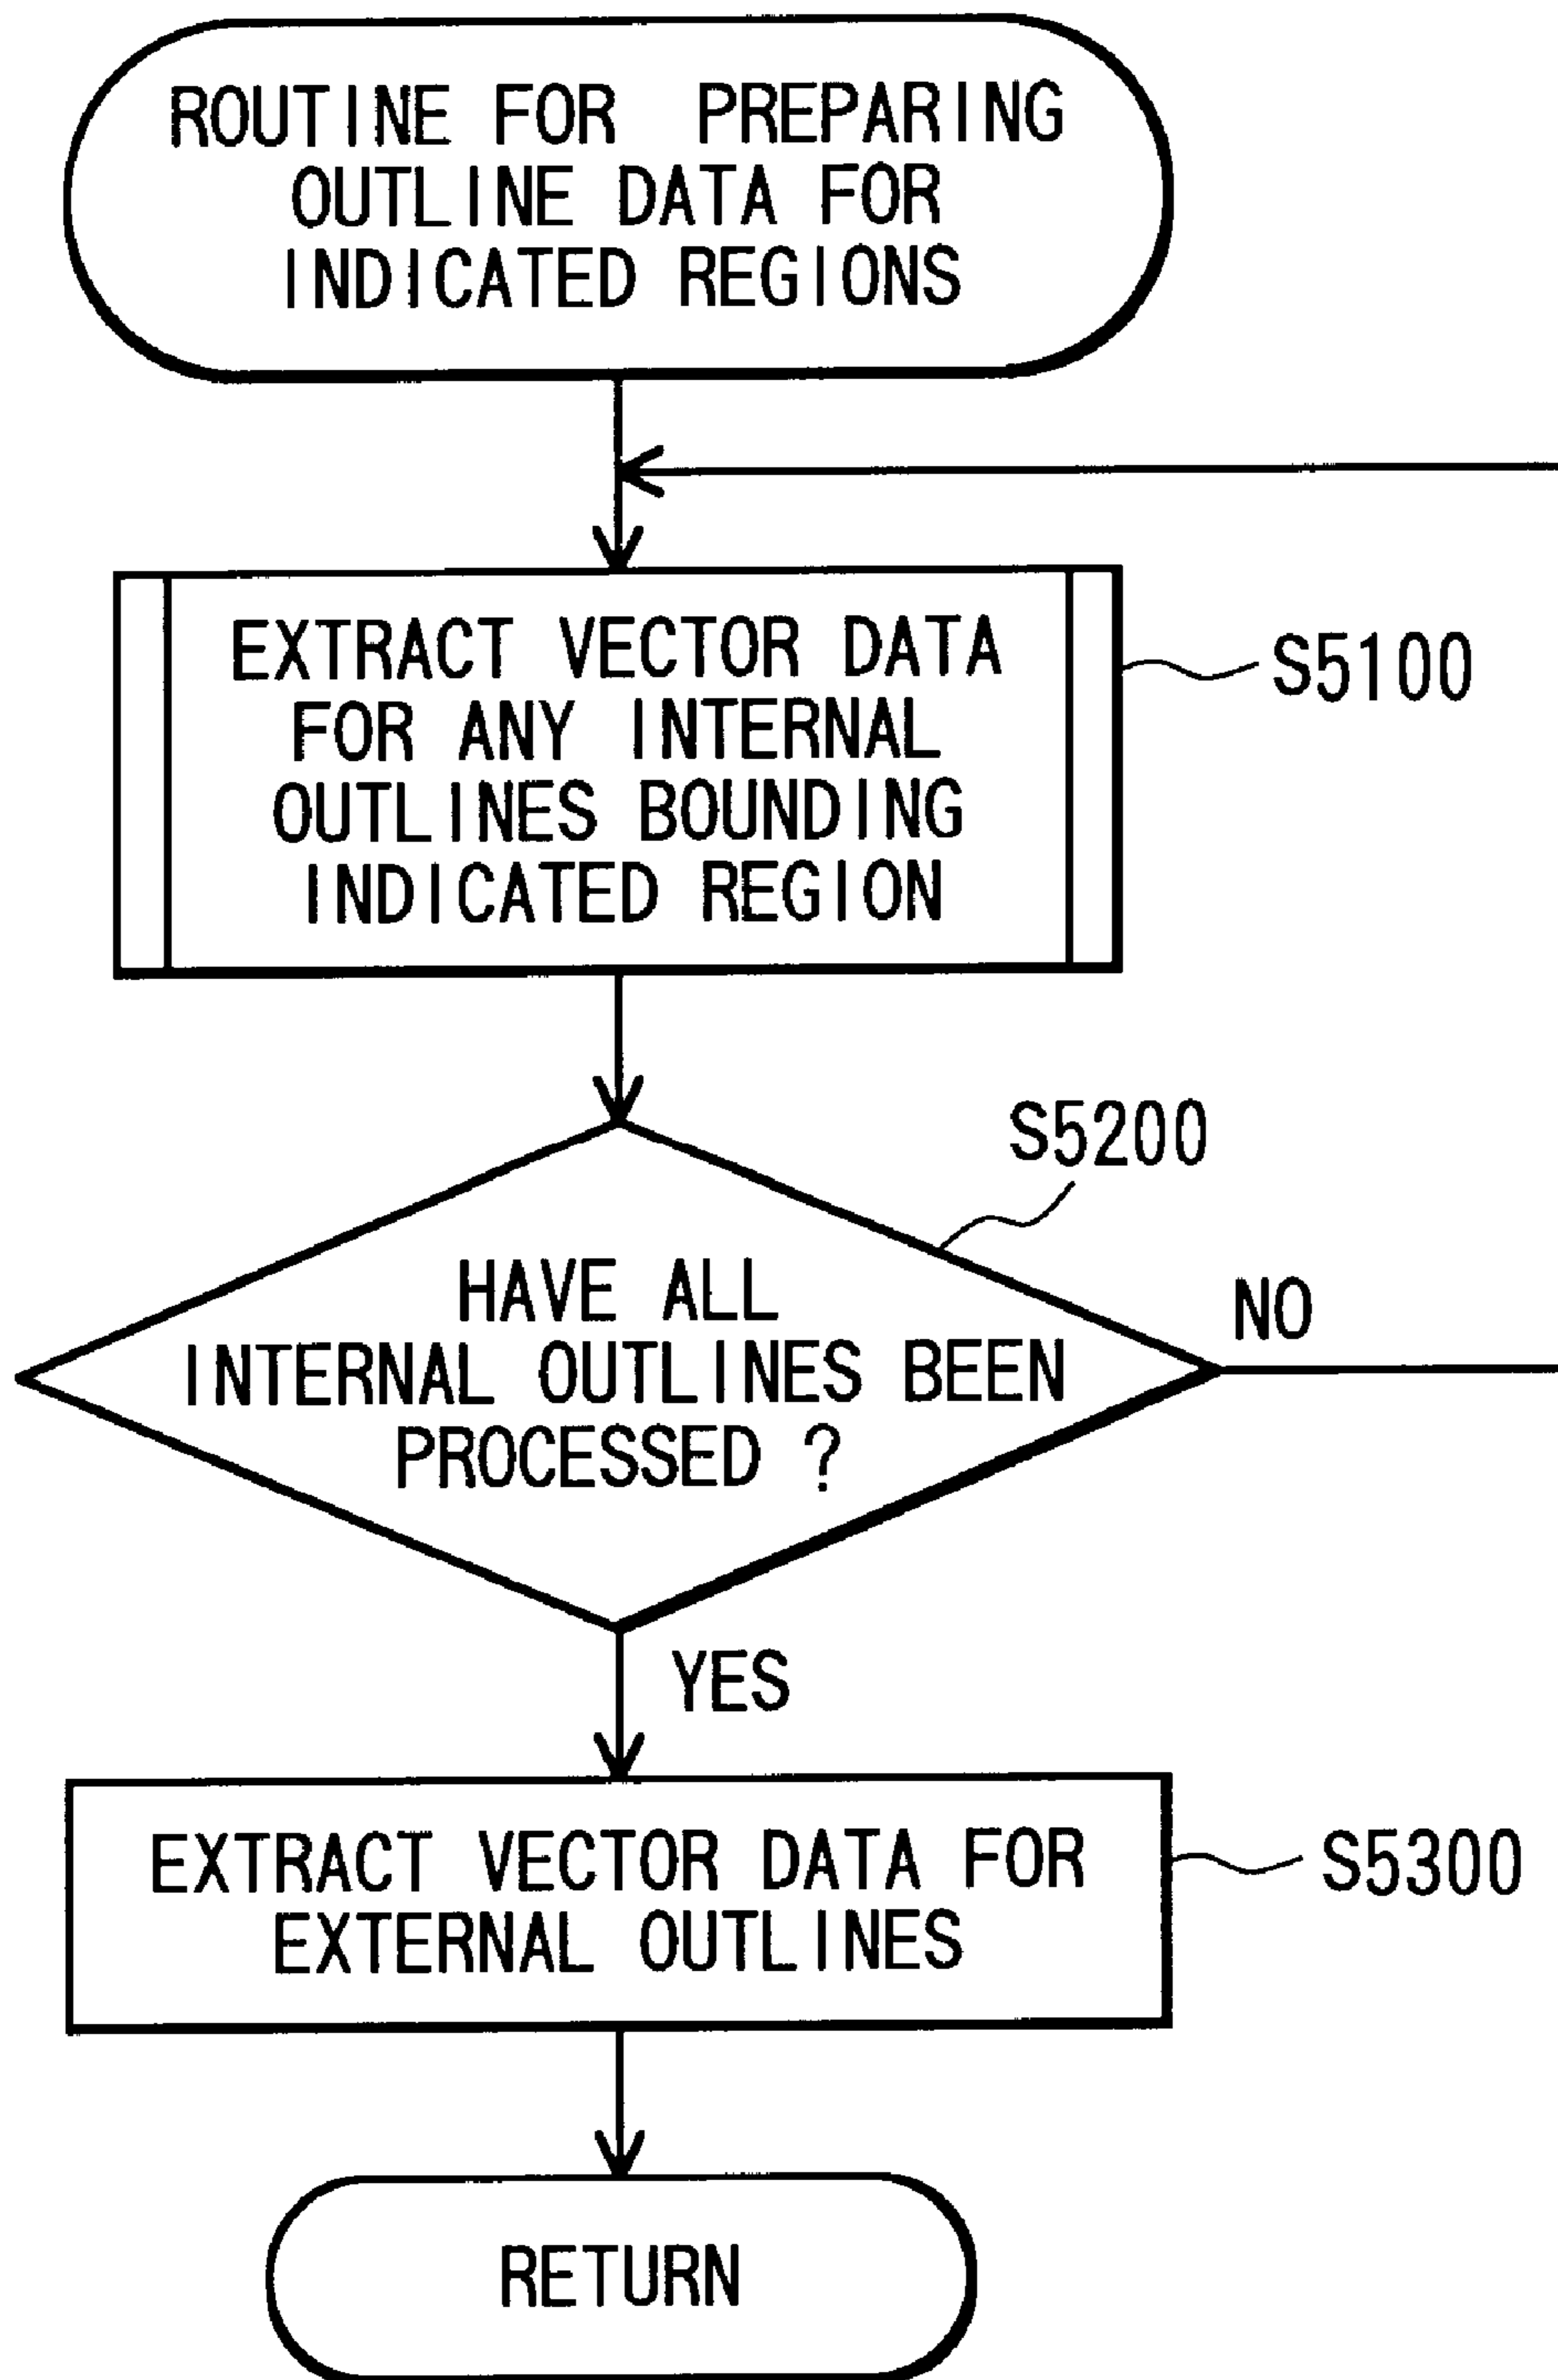 ROUTINE FOR PREPARING
OUTLINE DATA FOR
INDICATED REGIONS
EXTRACT VECTOR DATA
FOR ANY INTERNAL
OUTLINES BOUNDING
INDICATED REGION
S5100
S5200
HAVE ALL
INTERNAL OUTLINES BEEN
PROCESSED ?
NO
YES
EXTRACT VECTOR DATA FOR
EXTERNAL OUTLINES
S5300
RETURN